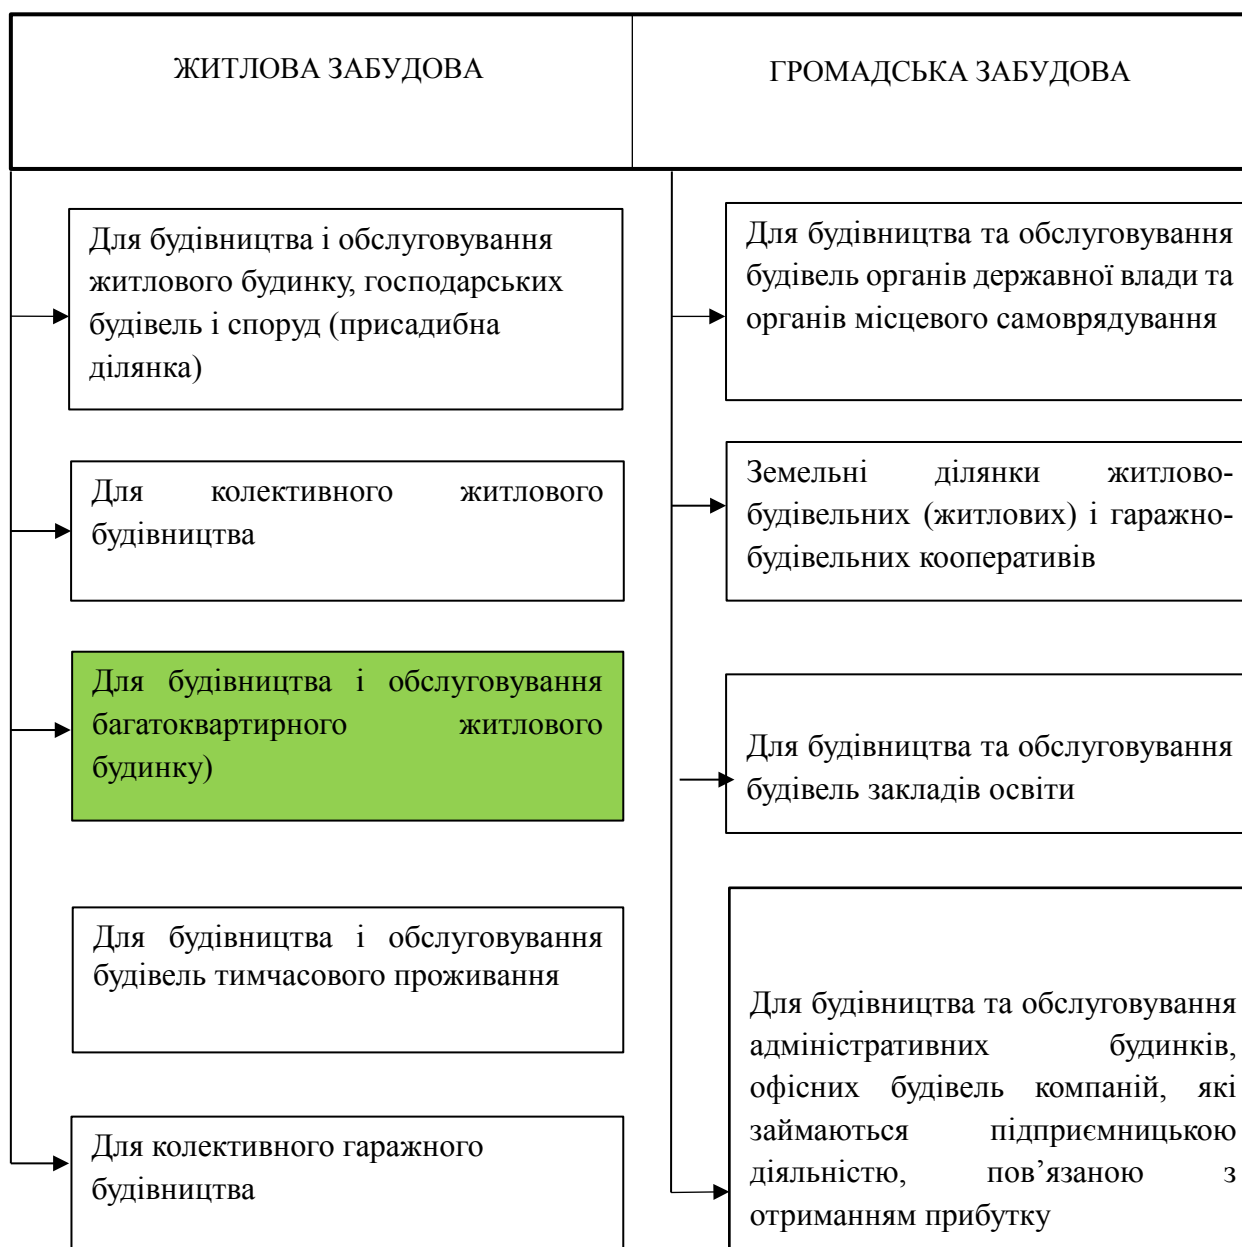 ЖИТЛОВА ЗАБУДОВА
ГРОМАДСЬКА ЗАБУДОВА
Для будівництва і обслуговування
житлового будинку, господарських
будівель і споруд (присадибна
ділянка)
Для колективного житлового
будівництва
Для будівництва і обслуговування
багатоквартирного житлового
будинку)
Для будівництва і обслуговування
будівель тимчасового проживання
Для колективного гаражного
будівництва
Для будівництва та обслуговування
будівель органів державної влади та
органів місцевого самоврядування
Земельні ділянки житлово-
будівельних (житлових) і гаражно-
будівельних кооперативів
Для будівництва та обслуговування
будівель закладів освіти
Для будівництва та обслуговування
адміністративних будинків,
офісних будівель компаній, які
займаються підприємницькою
діяльністю, пов’язаною з
отриманням прибутку